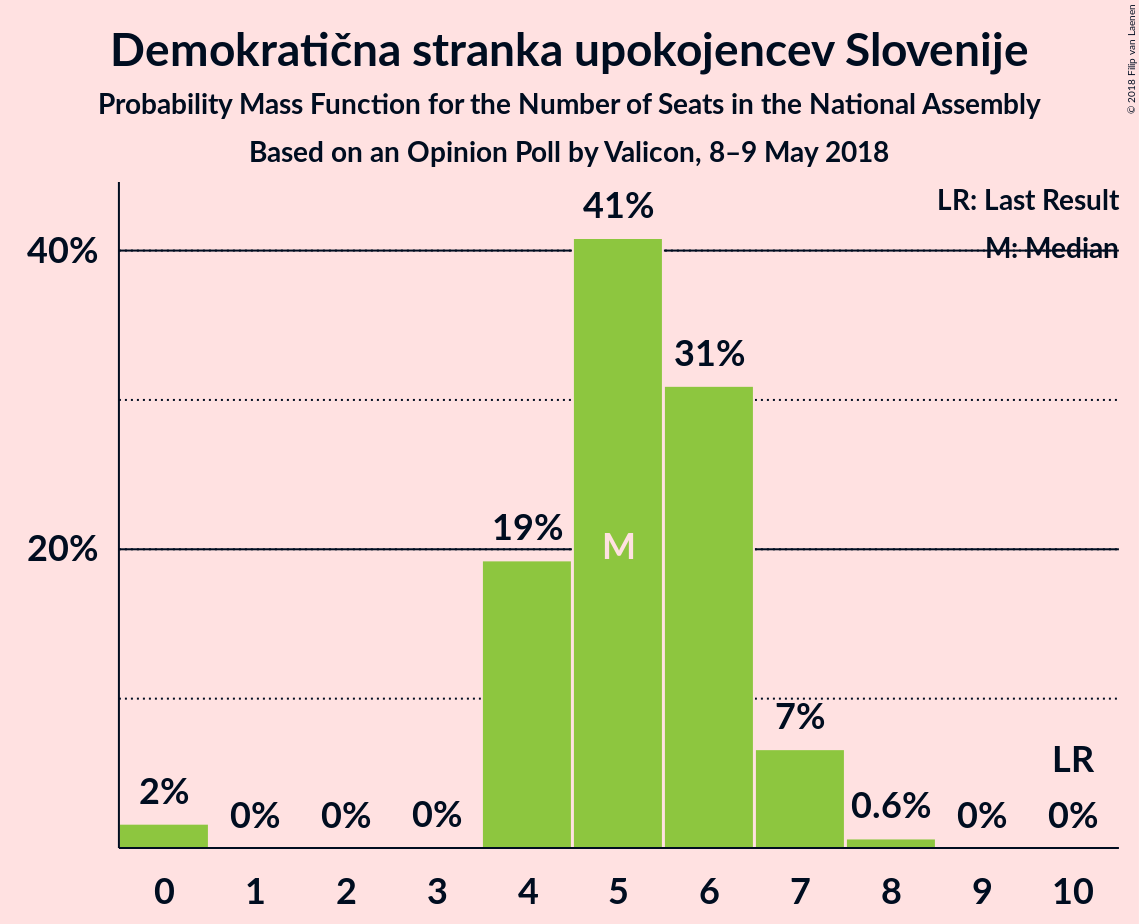 Demokratična stranka upokojencev Slovenije
Probability Mass Function for the Number of Seats in the National Assembly
Based on an Opinion Poll by Valicon, 8–9 May 2018
© 2018 Filip van Laenen
LR: Last Result
M: Median
40%
20%
2%
0%
0%
0%
19%
41%
M
31%
7%
0.6%
0%
LR
0%
0 1 2 3 4 5 6 7 8 9 10